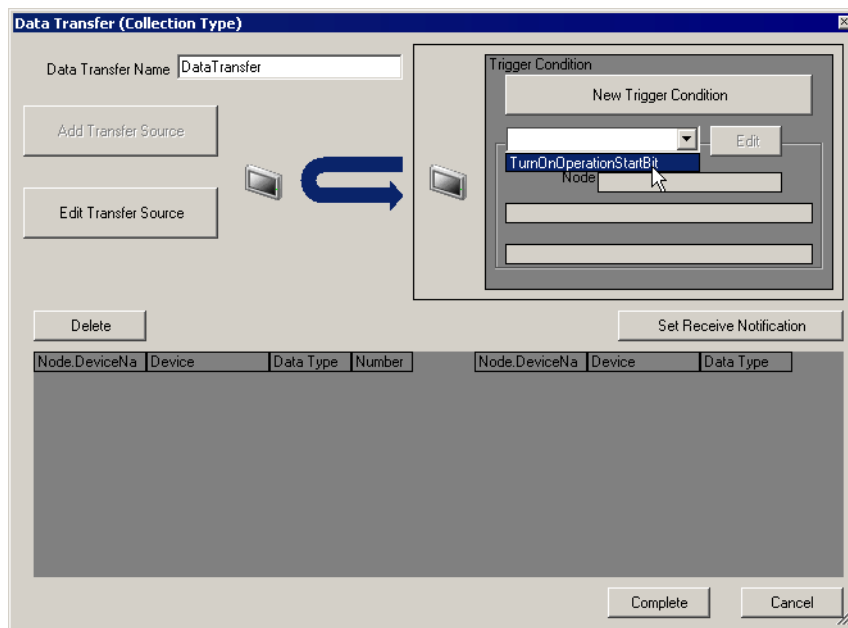 Data Transfer (Collection Type)
Data Transfer Name DataTransfer
Trigger Condition
New Trigger Condition
Add Transfer Source
Edit
TurnOnOperationStartBit
Node
Edit Transfer Source
Delete
Set Receive Notification
Node.DeviceNa Device Data Type Number Node.DeviceNa Device Data Type
Complete Cancel